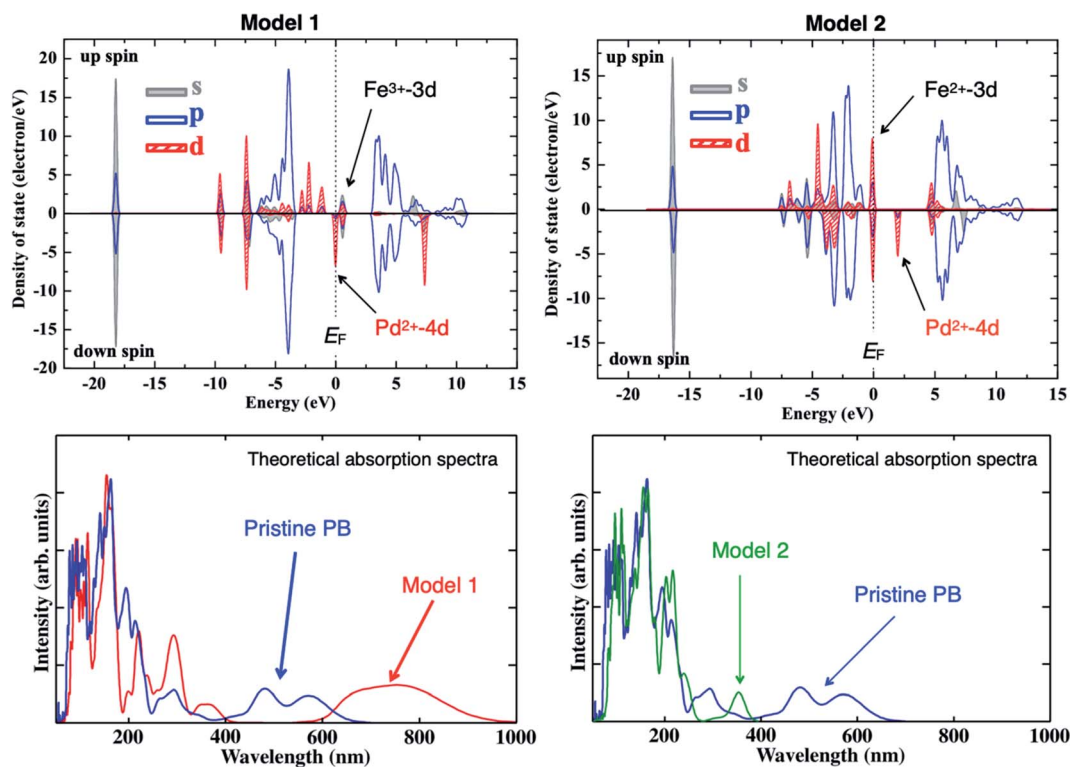 Model 1
up spin
s
p
d
Fe³⁺-3d
Pd²⁺-4d
E_F
down spin
Density of state (electron/eV)
20
15
10
5
0
-5
-10
-15
-20
-20
-15
-10
-5
0
5
10
15
Energy (eV)
Model 2
up spin
s
p
d
Fe²⁺-3d
Pd²⁺-4d
E_F
down spin
Density of state (electron/eV)
15
10
5
0
-5
-10
-15
-20
-15
-10
-5
0
5
10
15
Energy (eV)
Theoretical absorption spectra
Pristine PB
Model 1
Intensity (arb. units)
200
400
600
800
1000
Wavelength (nm)
Theoretical absorption spectra
Model 2
Pristine PB
Intensity (arb. units)
200
400
600
800
1000
Wavelength (nm)